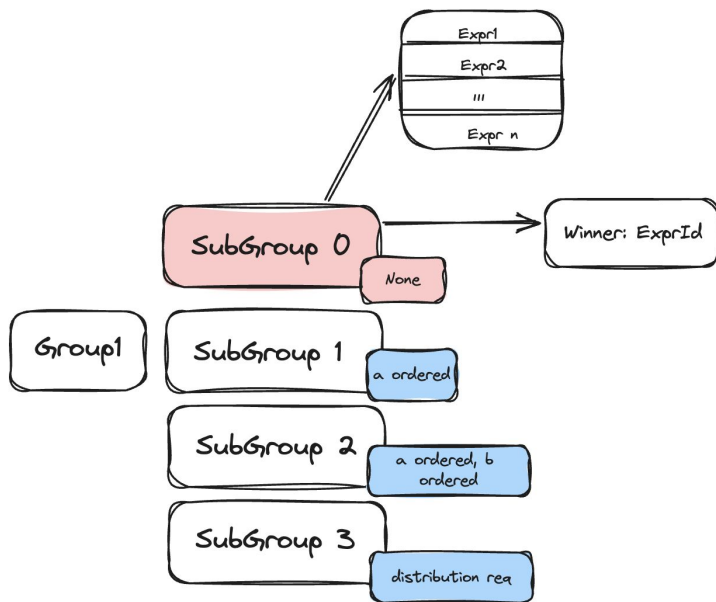 Expr1
Expr2
...
Expr n
SubGroup 0
None
Winner: ExprId
Group1
SubGroup 1
a ordered
SubGroup 2
a ordered, b
ordered
SubGroup 3
distribution req